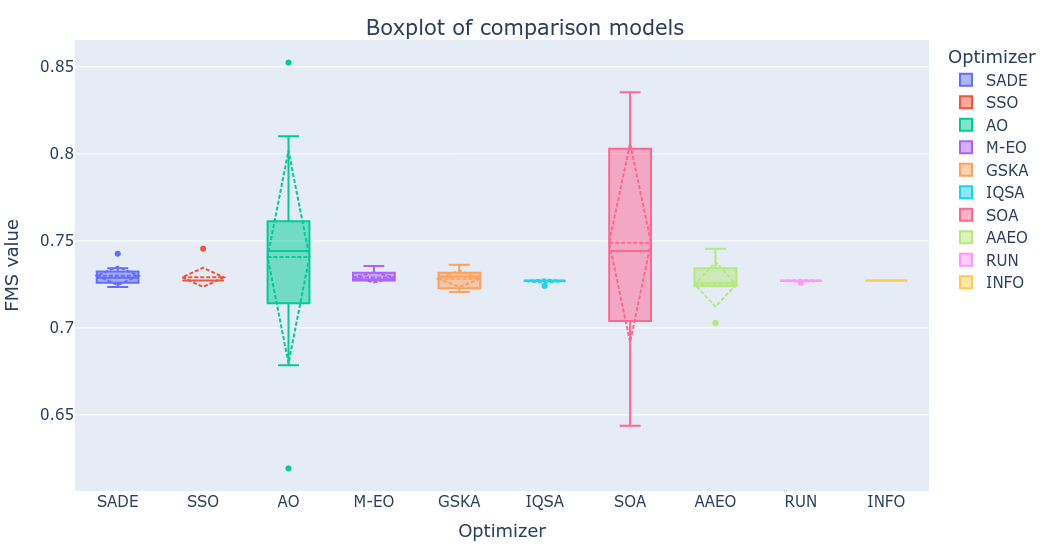 Boxplot of comparison models
FMS value
0.85
0.8
0.75
0.7
0.65
SADE
SSO
AO
M-EO
GSKA
IQSA
SOA
AAEO
RUN
INFO
Optimizer
Optimizer
SADE
SSO
AO
M-EO
GSKA
IQSA
SOA
AAEO
RUN
INFO